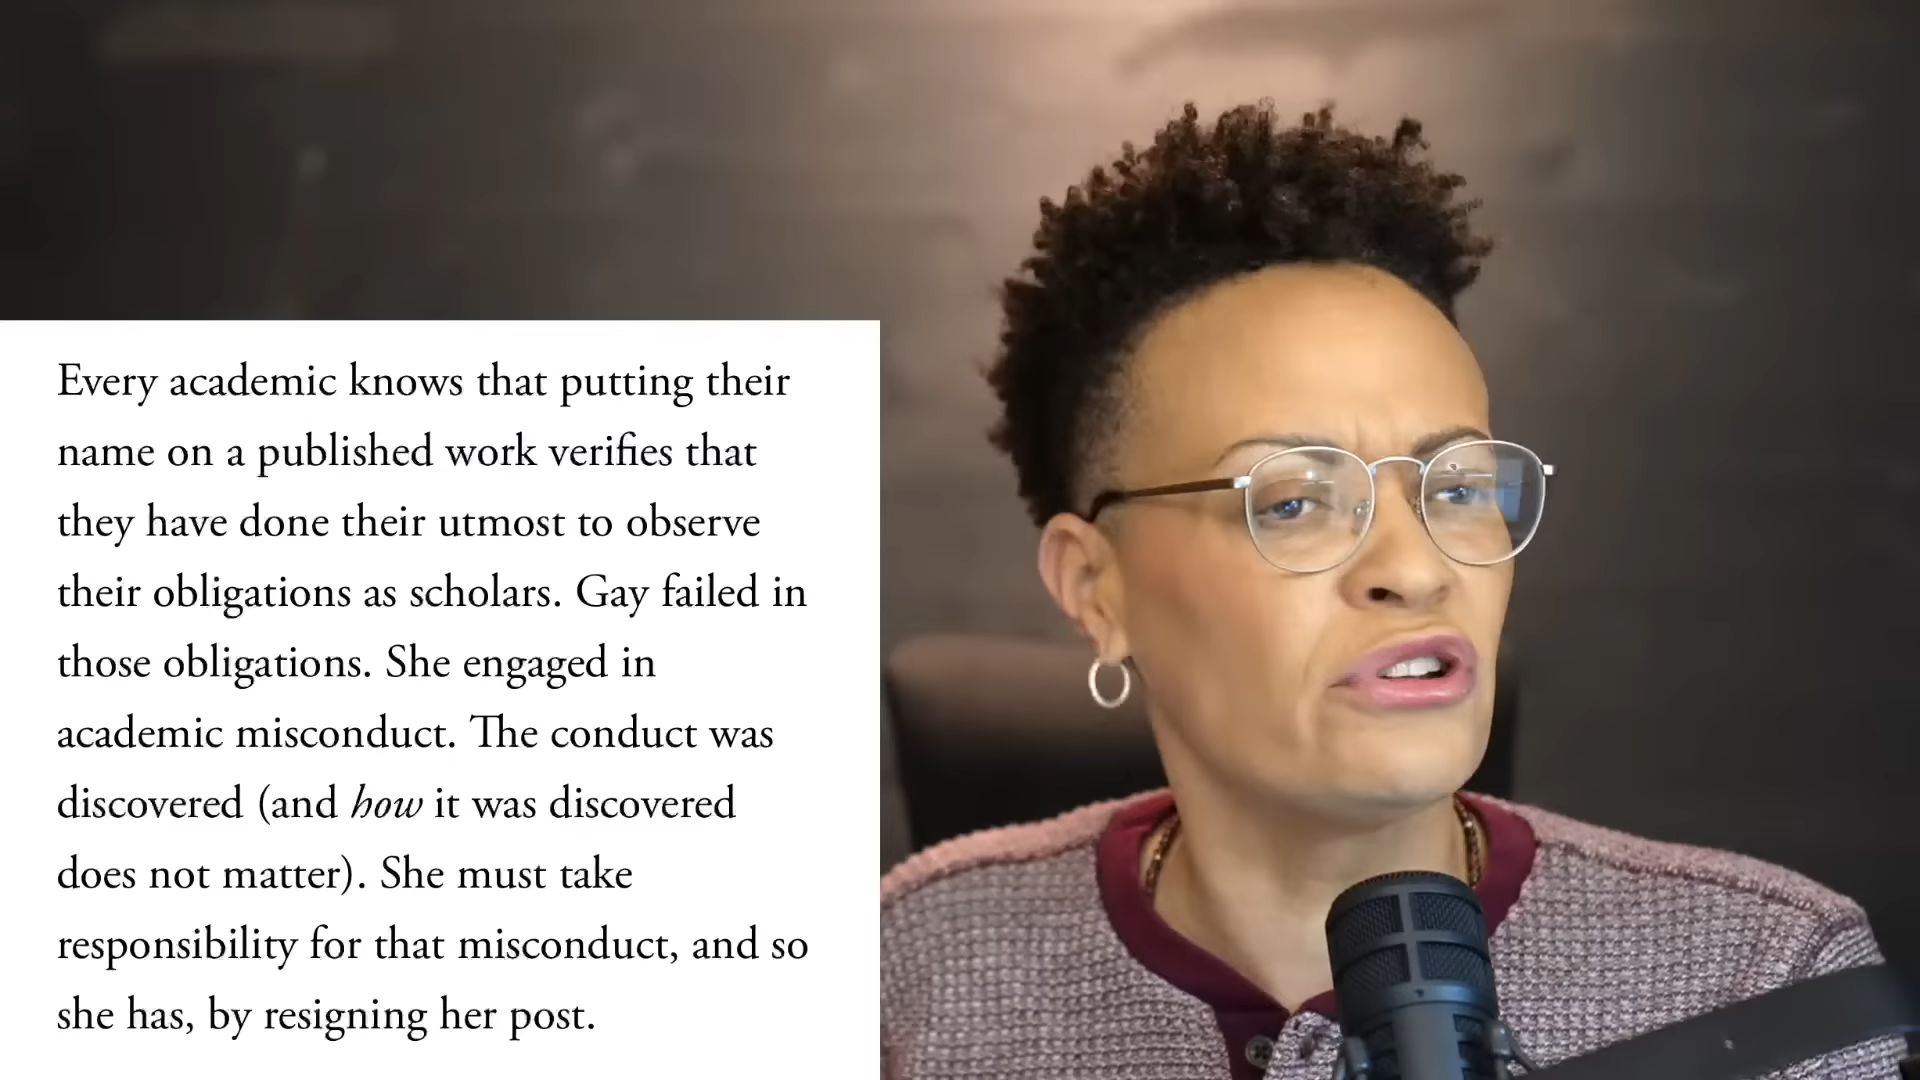 Every academic knows that putting their
name on a published work verifies that
they have done their utmost to observe
their obligations as scholars. Gay failed in
those obligations. She engaged in
academic misconduct. The conduct was
discovered (and how it was discovered
does not matter). She must take
responsibility for that misconduct, and so
she has, by resigning her post.